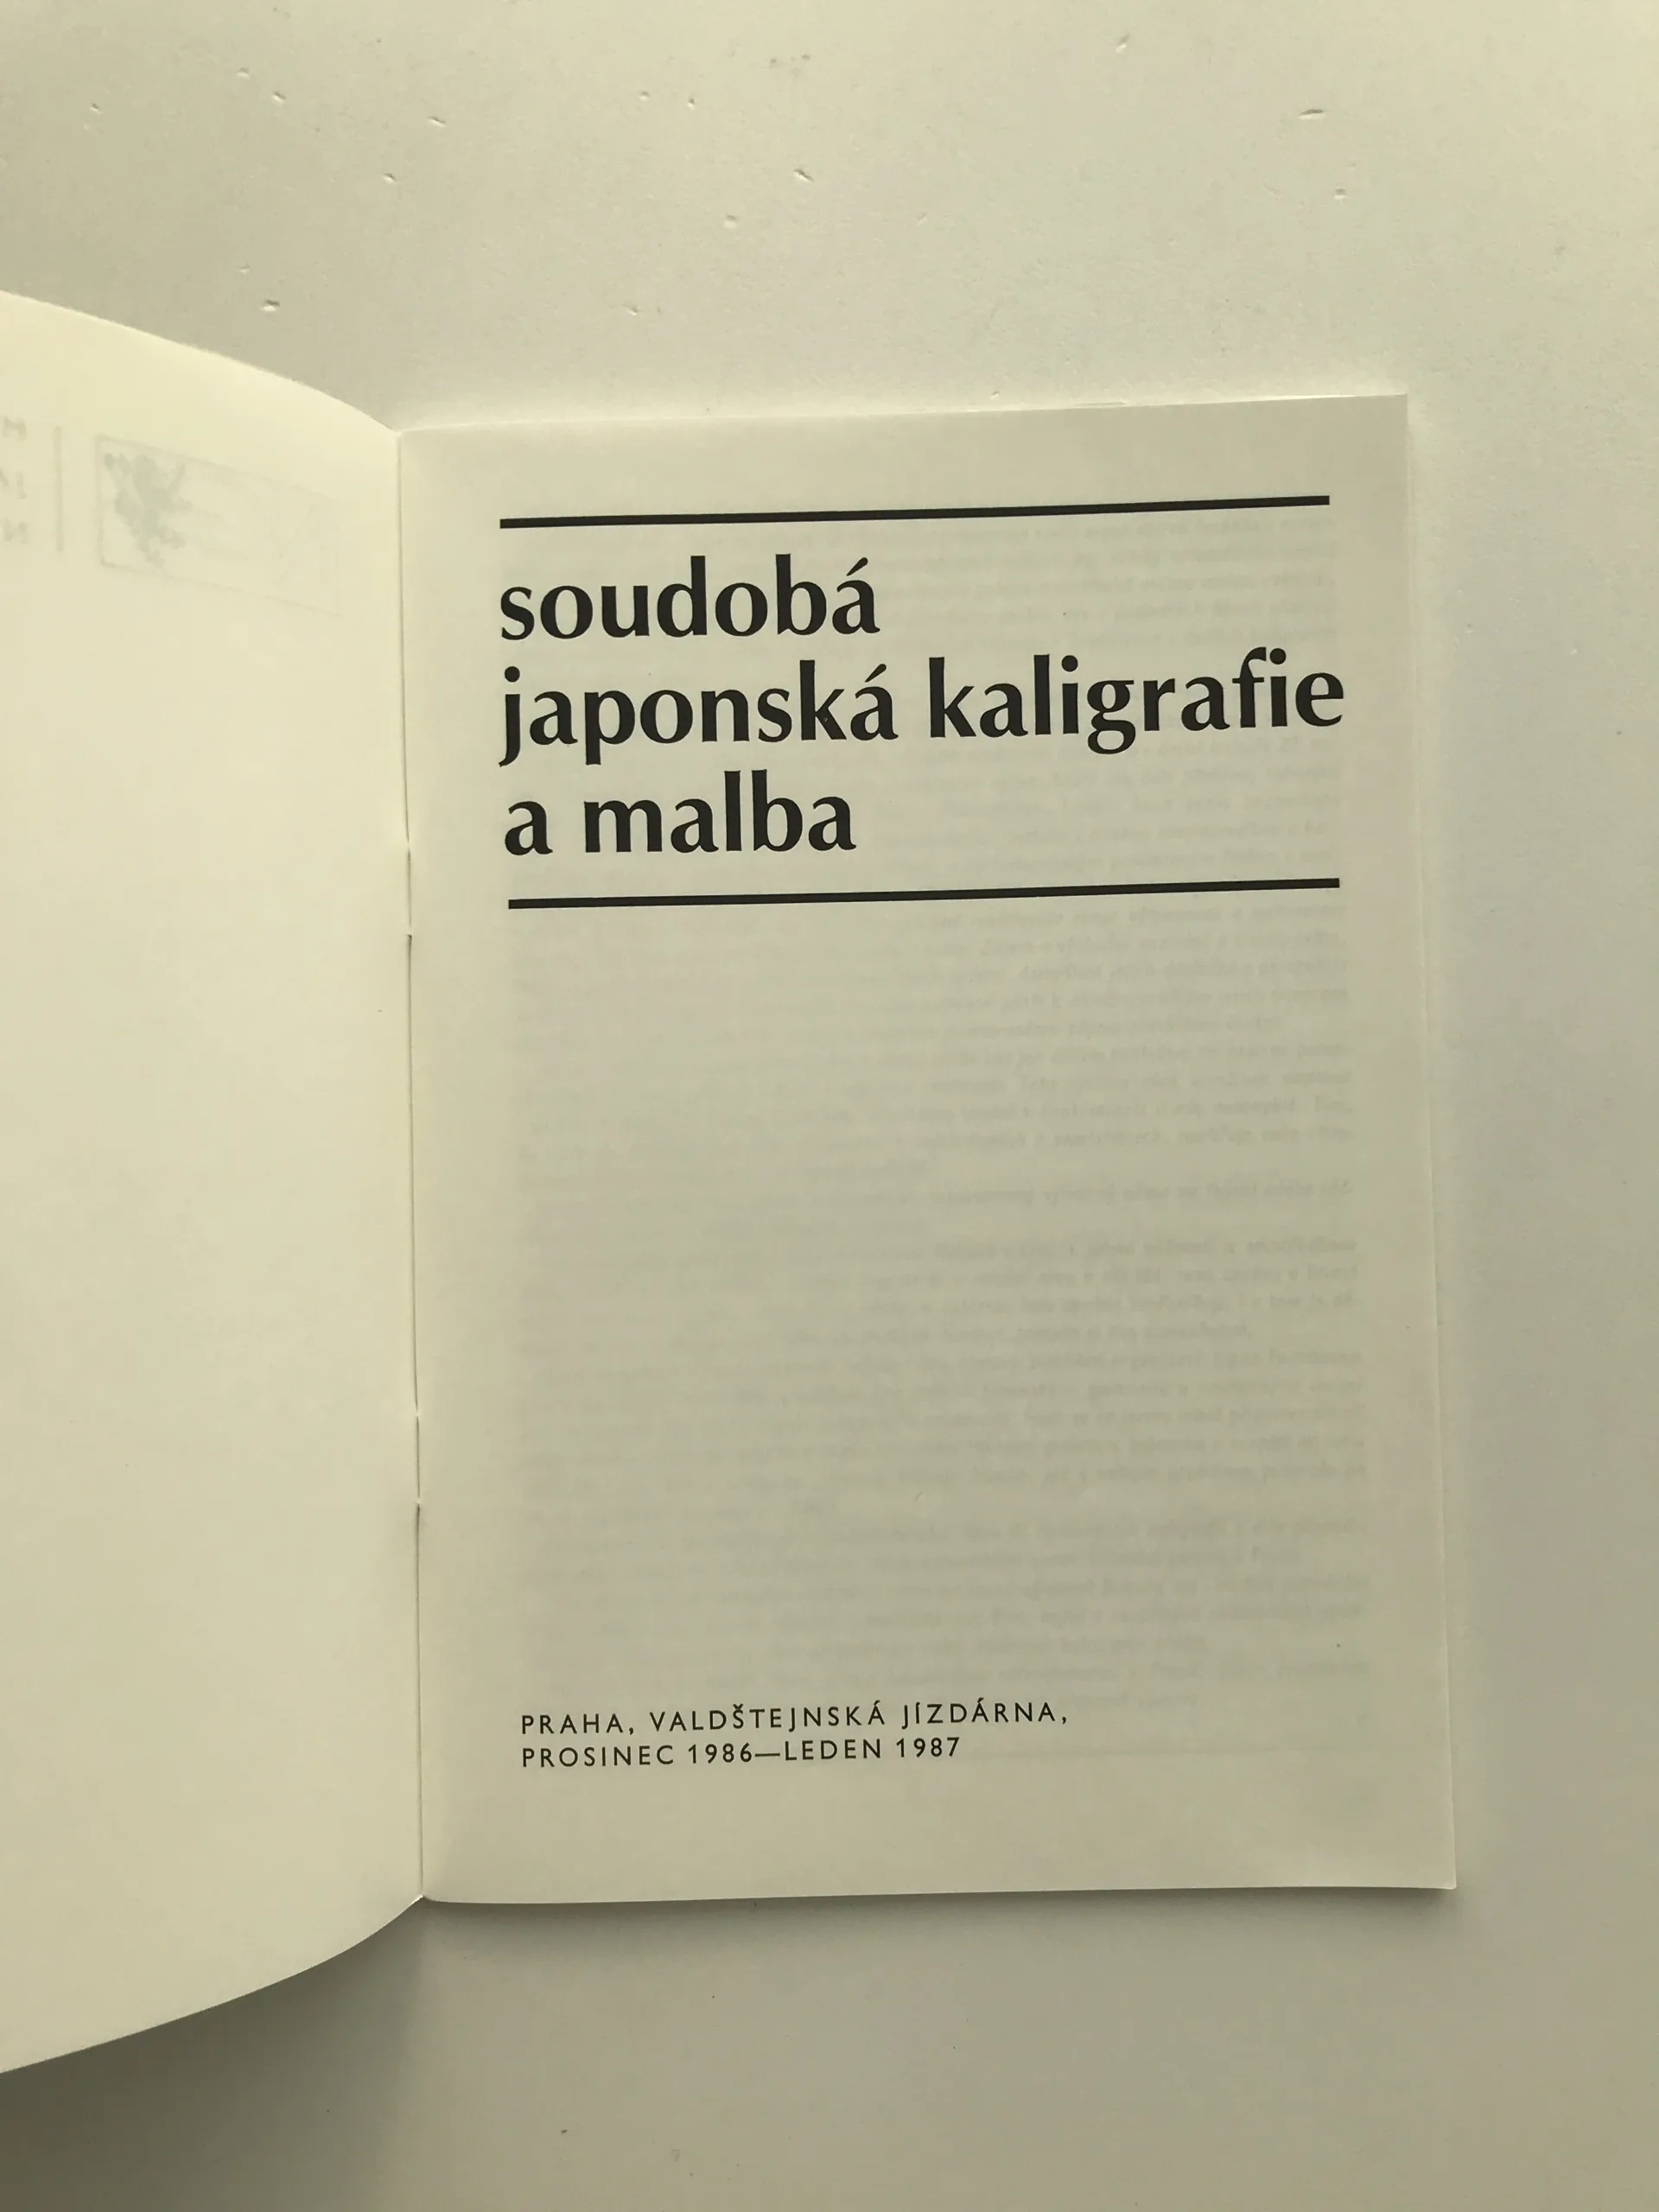 soudobá
japonská kaligrafie
a malba
PRAHA, VALDŠTEJNSKÁ JÍZDÁRNA,
PROSINEC 1986—LEDEN 1987